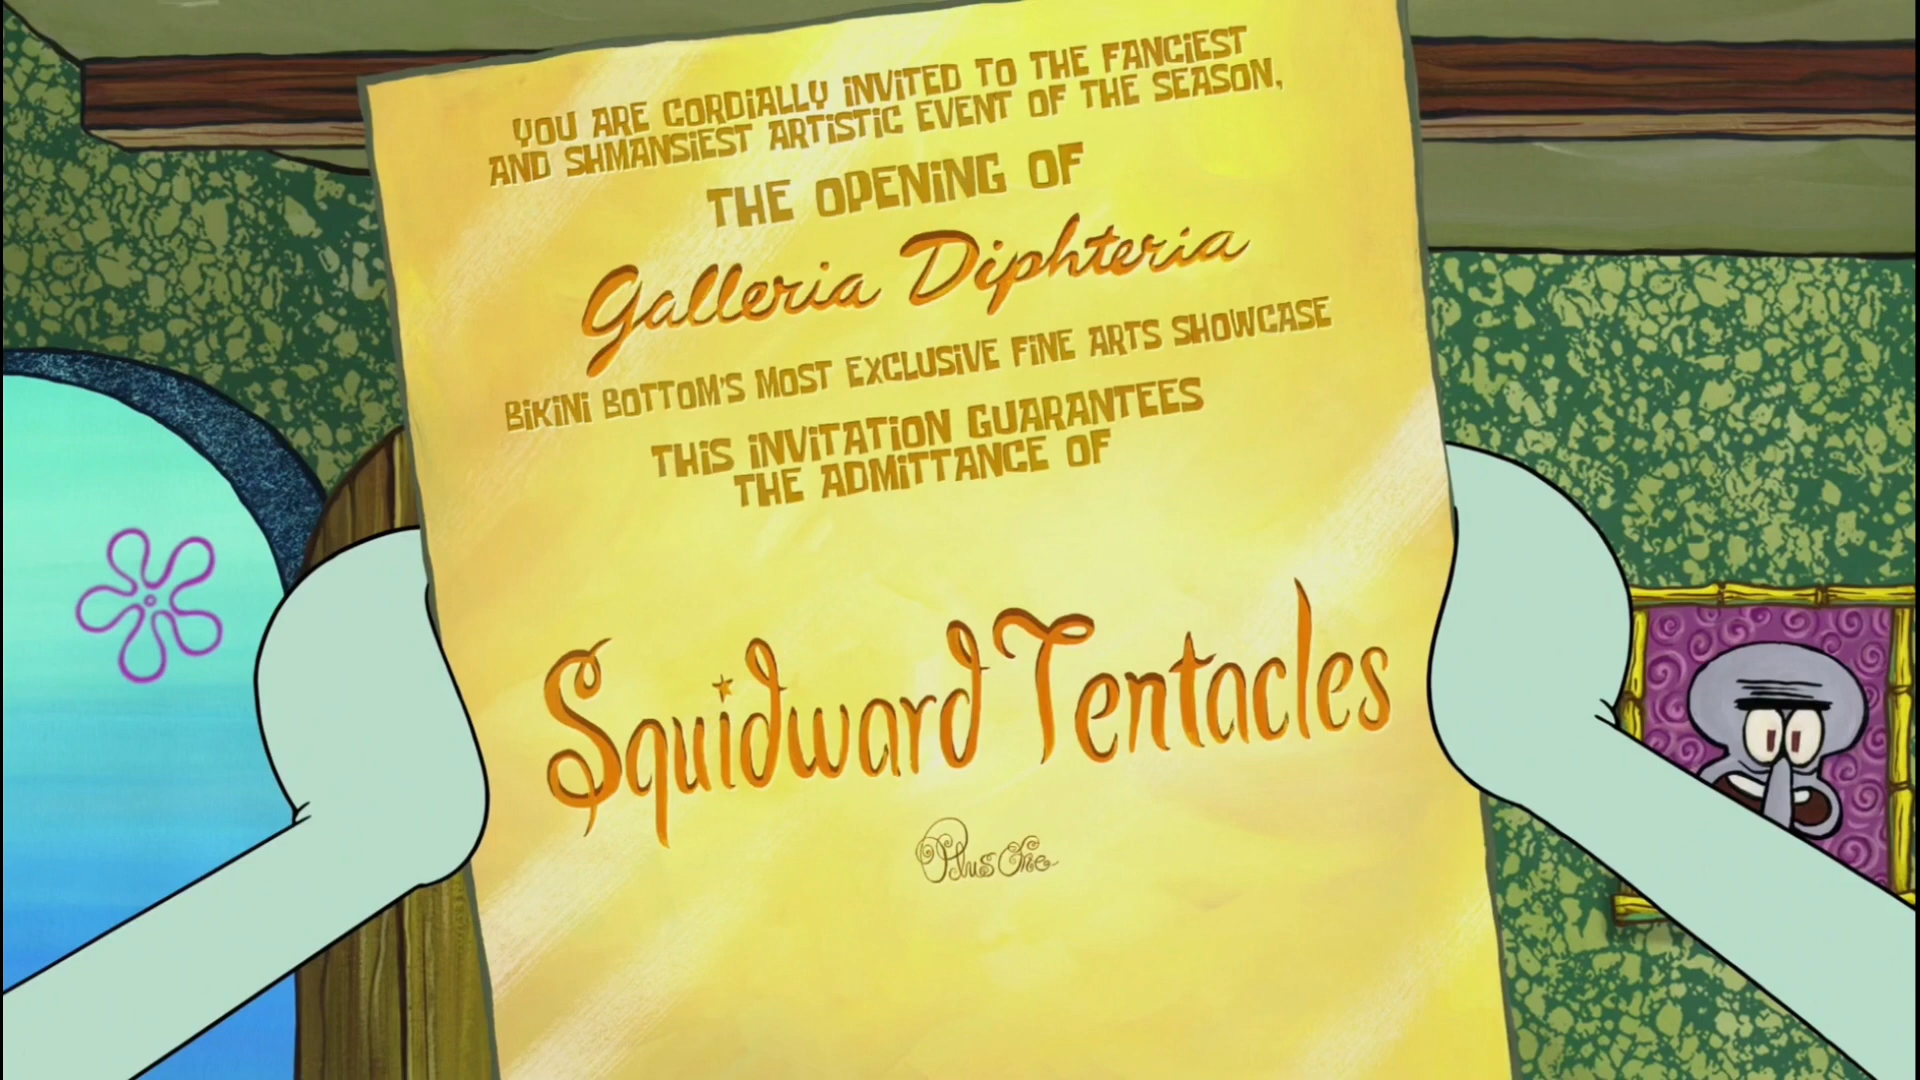 YOU ARE CORDiALLY iNViTED TO THE FANCiEST
AND SHMANSiEST ARTiSTiC EVENT OF THE SEASON,
THE OPENiNG OF
Galleria Diphteria
BiKiNi BOTTOM'S MOST EXCLUSiVE FiNE ARTS SHOWCASE
THiS iNViTATiON GUARANTEES
THE ADMiTTANCE OF
Squidward Tentacles
Plus One